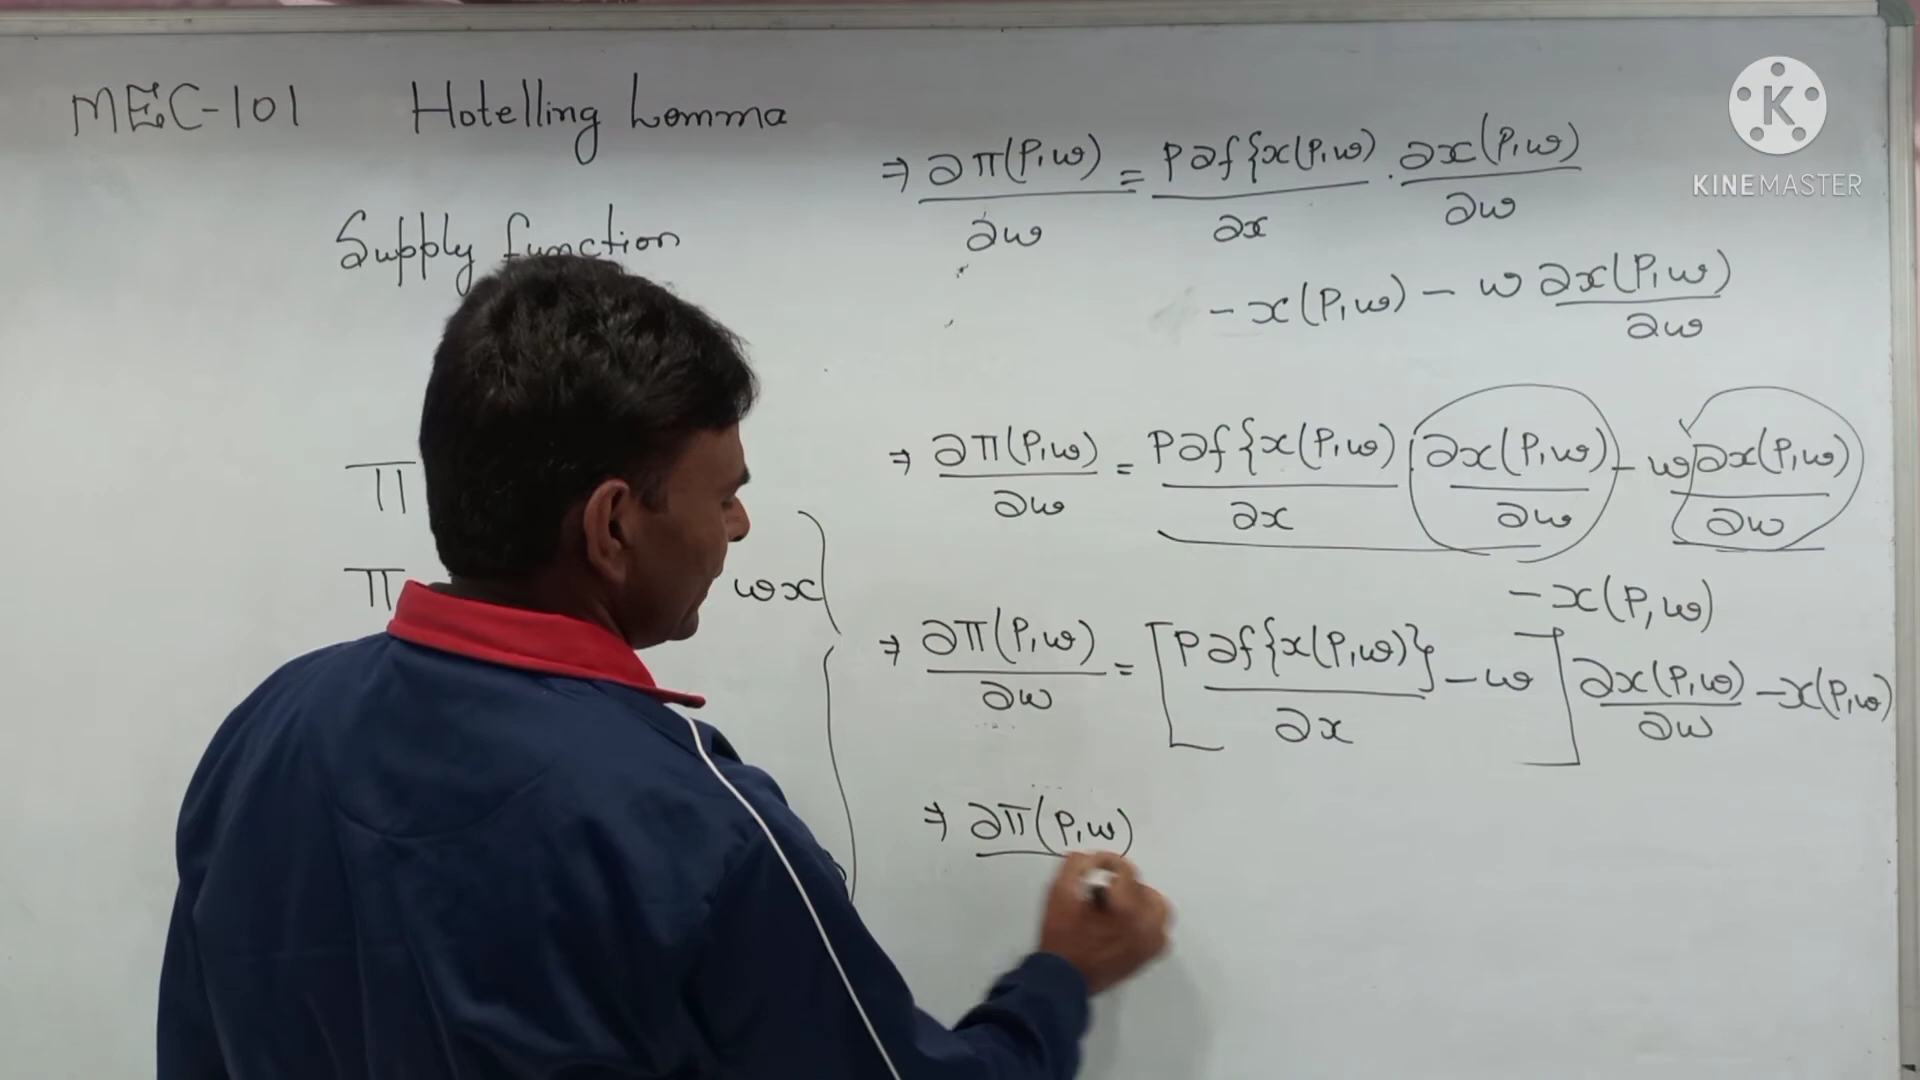 MEC-101 Hotelling Lemma
Supply function
π
π wx
⇒ ∂π(P,w)/∂w = P∂f{x(P,w)/∂x . ∂x(P,w)/∂w
- x(P,w) - w ∂x(P,w)/∂w
⇒ ∂π(P,w)/∂w = P∂f{x(P,w)/∂x . ∂x(P,w)/∂w - w ∂x(P,w)/∂w
- x(P,w)
⇒ ∂π(P,w)/∂w = [P∂f{x(P,w)}/∂x - w] ∂x(P,w)/∂w - x(P,w)
⇒ ∂π(P,w)
K
KINEMASTER